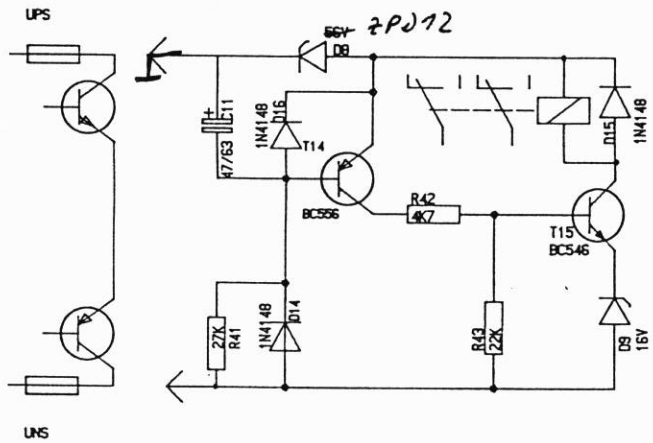 UPS
56V ZPD12
D8
C11
47/63
1N4148
D16
T14
BC556
R42
4K7
D15
1N4148
T15
BC546
27K
R41
1N4148
D14
R43
22K
D9
16V
UNS